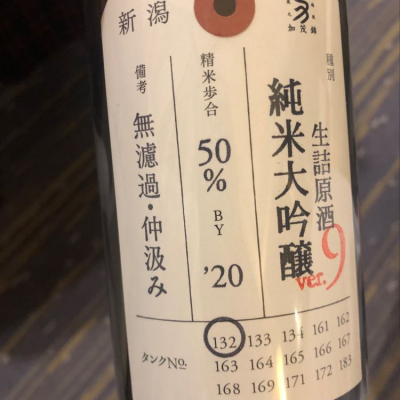 加茂錦
種別
生詰原酒
純米大吟醸
ver.9
精米歩合
50%
BY
'20
新潟
備考
無濾過・仲汲み
タンクNo.
132 133 134 161 162
163 164 165 166 167
168 169 171 172 183